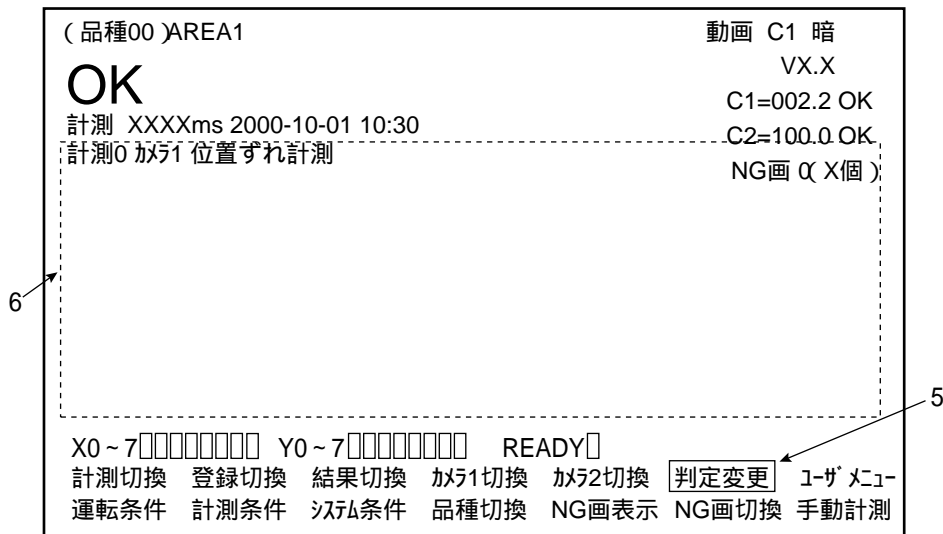 (品種00)AREA1 動画 C1 暗
VX.X
OK
C1=002.2 OK
計測 XXXXms 2000-10-01 10:30
C2=100.0 OK
計測0 ｶﾒﾗ1 位置ずれ計測
NG画 0(X個)
6
5
X0~7▯▯▯▯▯▯▯▯ Y0~7▯▯▯▯▯▯▯▯ READY▯
計測切換 登録切換 結果切換 ｶﾒﾗ1切換 ｶﾒﾗ2切換 判定変更 ﾕｰｻﾞﾒﾆｭｰ
運転条件 計測条件 ｼｽﾃﾑ条件 品種切換 NG画表示 NG画切換 手動計測